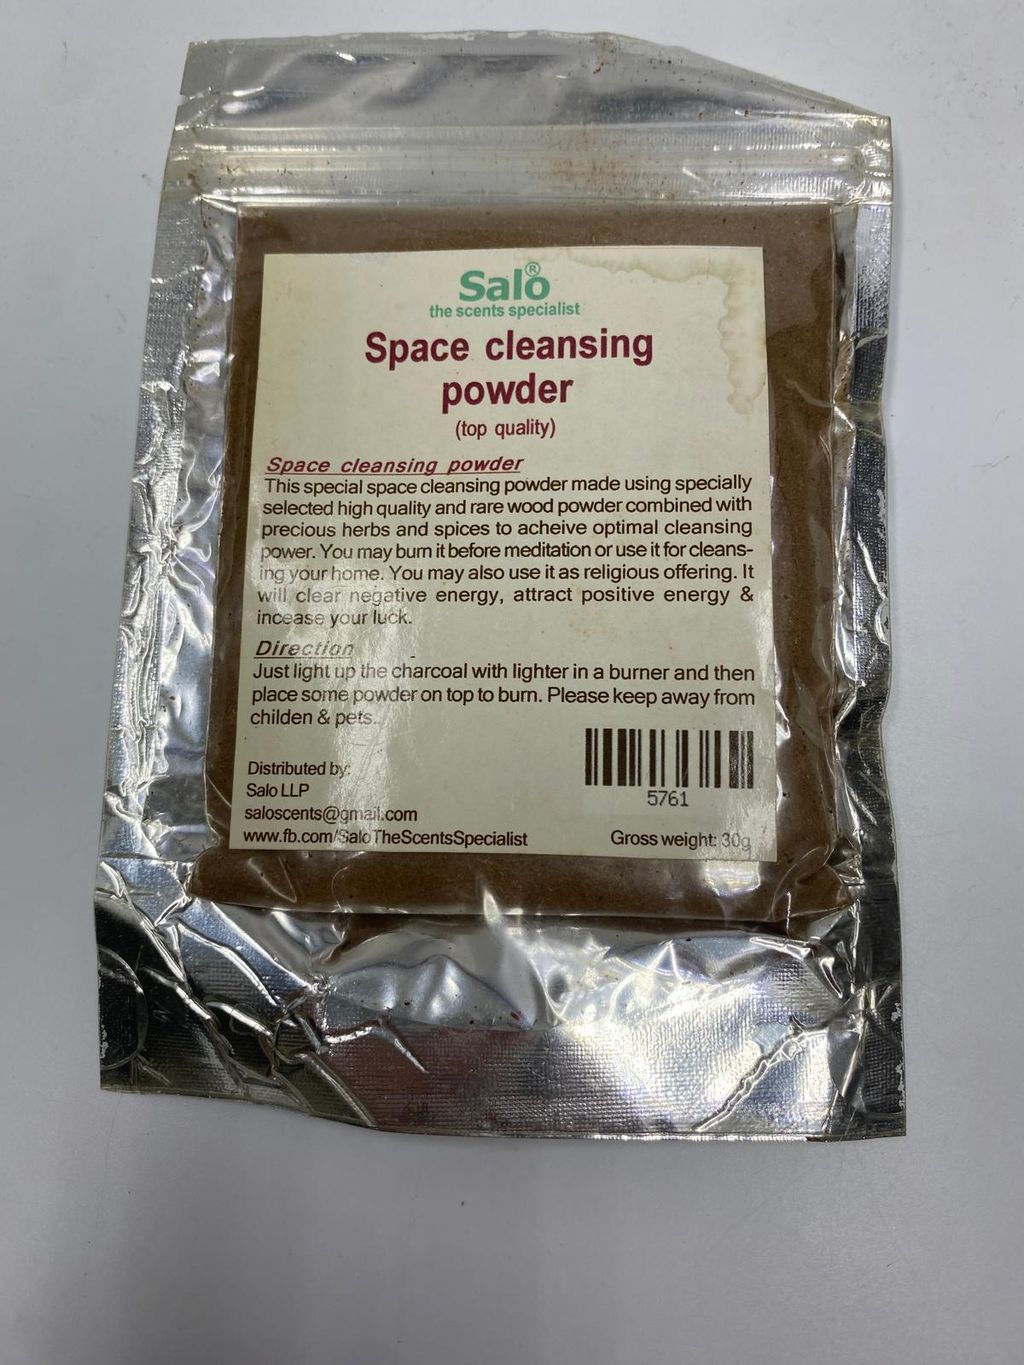 Salo®
the scents specialist
Space cleansing
powder
(top quality)
Space cleansing powder
This special space cleansing powder made using specially
selected high quality and rare wood powder combined with
precious herbs and spices to acheive optimal cleansing
power. You may burn it before meditation or use it for cleans-
ing your home. You may also use it as religious offering. It
will clear negative energy, attract positive energy &
incease your luck.
Direction
Just light up the charcoal with lighter in a burner and then
place some powder on top to burn. Please keep away from
childen & pets.
Distributed by:
Salo LLP
saloscents@gmail.com
www.fb.com/SaloTheScentsSpecialist
5761
Gross weight: 30g